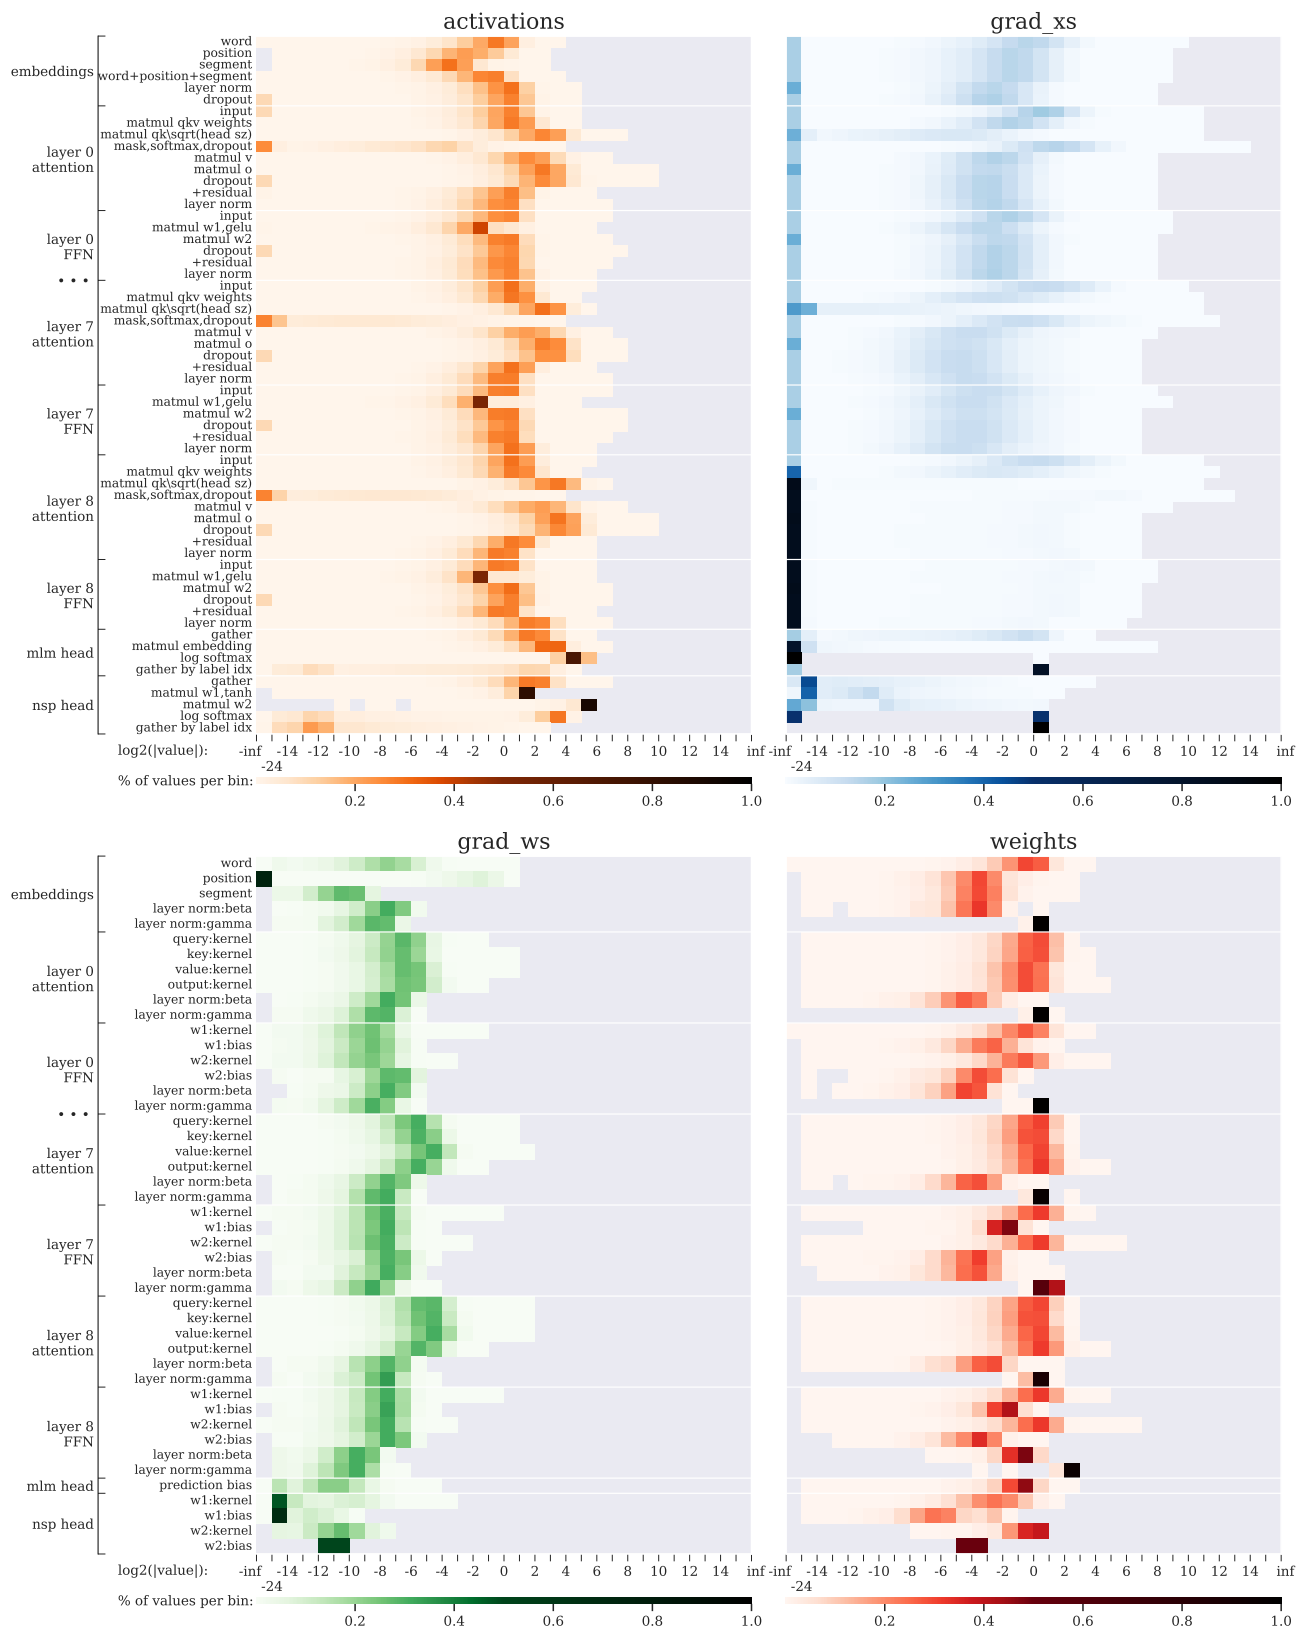 activations
grad_xs
embeddings
word
position
segment
word+position+segment
layer norm
dropout
layer 0
attention
input
matmul qkv weights
matmul qk\sqrt(head sz)
mask,softmax,dropout
matmul v
matmul o
dropout
+residual
layer norm
layer 0
FFN
input
matmul w1,gelu
matmul w2
dropout
+residual
layer norm
• • •
layer 7
attention
input
matmul qkv weights
matmul qk\sqrt(head sz)
mask,softmax,dropout
matmul v
matmul o
dropout
+residual
layer norm
layer 7
FFN
input
matmul w1,gelu
matmul w2
dropout
+residual
layer norm
layer 8
attention
input
matmul qkv weights
matmul qk\sqrt(head sz)
mask,softmax,dropout
matmul v
matmul o
dropout
+residual
layer norm
layer 8
FFN
input
matmul w1,gelu
matmul w2
dropout
+residual
layer norm
mlm head
gather
matmul embedding
log softmax
gather by label idx
nsp head
gather
matmul w1,tanh
matmul w2
log softmax
gather by label idx
log2(|value|): -inf -14 -12 -10 -8 -6 -4 -2 0 2 4 6 8 10 12 14 inf -inf -14 -12 -10 -8 -6 -4 -2 0 2 4 6 8 10 12 14 inf
-24 -24
% of values per bin:
0.2 0.4 0.6 0.8 1.0 0.2 0.4 0.6 0.8 1.0
grad_ws
weights
embeddings
word
position
segment
layer norm:beta
layer norm:gamma
layer 0
attention
query:kernel
key:kernel
value:kernel
output:kernel
layer norm:beta
layer norm:gamma
layer 0
FFN
w1:kernel
w1:bias
w2:kernel
w2:bias
layer norm:beta
layer norm:gamma
• • •
layer 7
attention
query:kernel
key:kernel
value:kernel
output:kernel
layer norm:beta
layer norm:gamma
layer 7
FFN
w1:kernel
w1:bias
w2:kernel
w2:bias
layer norm:beta
layer norm:gamma
layer 8
attention
query:kernel
key:kernel
value:kernel
output:kernel
layer norm:beta
layer norm:gamma
layer 8
FFN
w1:kernel
w1:bias
w2:kernel
w2:bias
layer norm:beta
layer norm:gamma
mlm head
prediction bias
nsp head
w1:kernel
w1:bias
w2:kernel
w2:bias
log2(|value|): -inf -14 -12 -10 -8 -6 -4 -2 0 2 4 6 8 10 12 14 inf -inf -14 -12 -10 -8 -6 -4 -2 0 2 4 6 8 10 12 14 inf
-24 -24
% of values per bin:
0.2 0.4 0.6 0.8 1.0 0.2 0.4 0.6 0.8 1.0